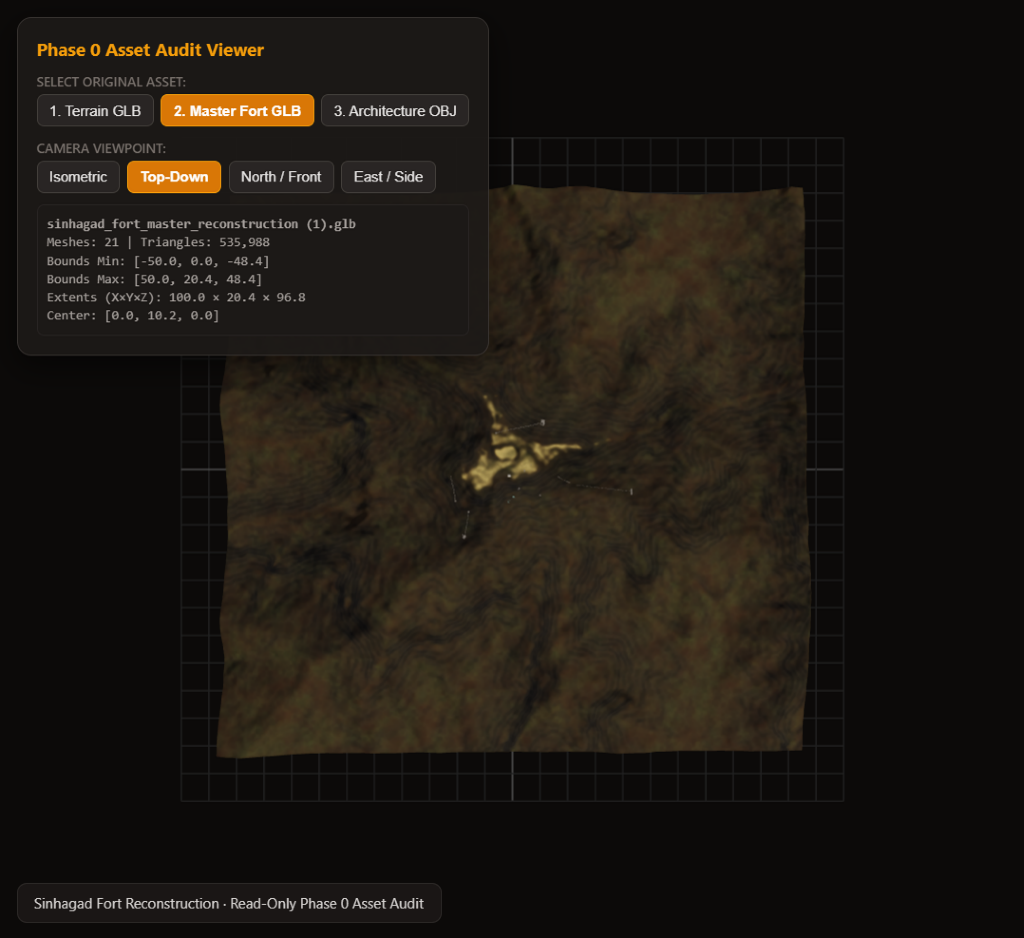 Phase 0 Asset Audit Viewer
SELECT ORIGINAL ASSET:
1. Terrain GLB 2. Master Fort GLB 3. Architecture OBJ
CAMERA VIEWPOINT:
Isometric Top-Down North / Front East / Side
sinhagad_fort_master_reconstruction (1).glb
Meshes: 21 | Triangles: 535,988
Bounds Min: [-50.0, 0.0, -48.4]
Bounds Max: [50.0, 20.4, 48.4]
Extents (X×Y×Z): 100.0 × 20.4 × 96.8
Center: [0.0, 10.2, 0.0]
Sinhagad Fort Reconstruction · Read-Only Phase 0 Asset Audit